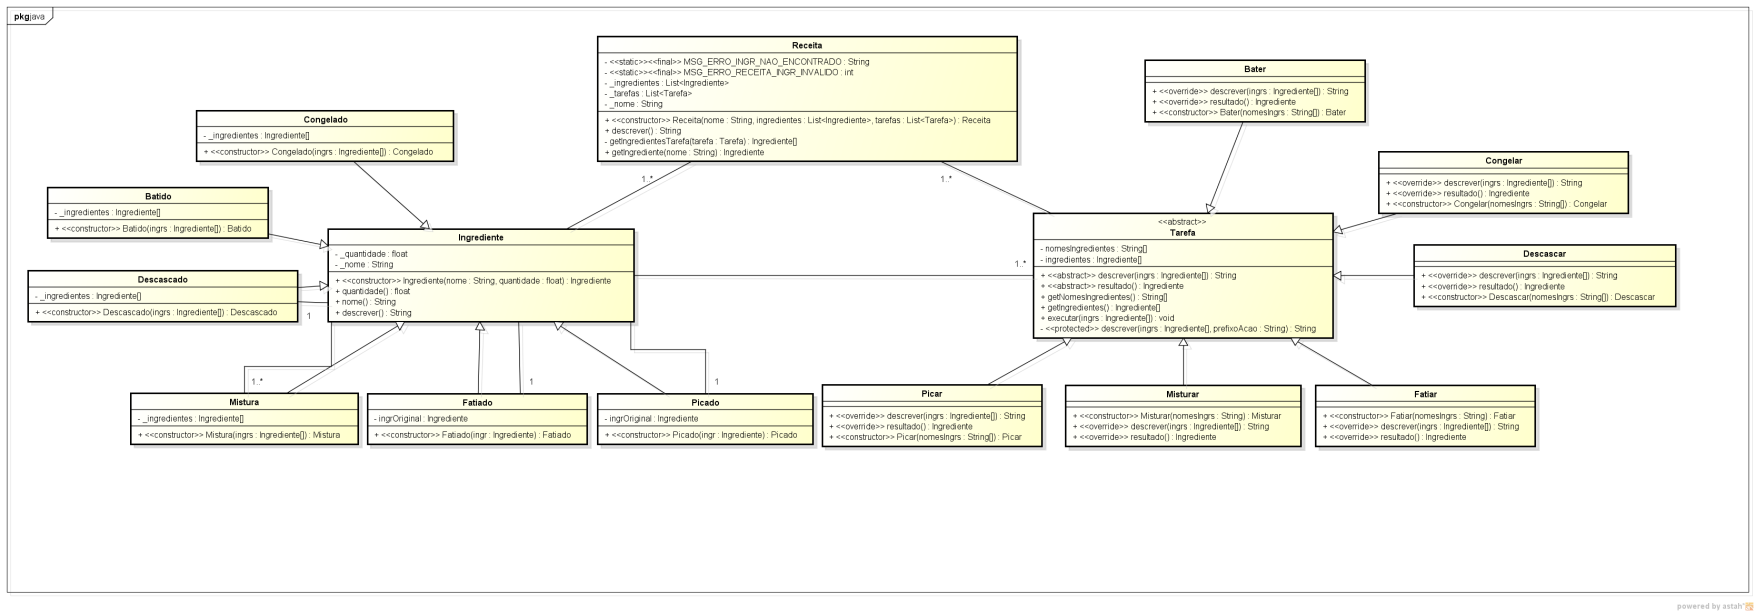 pkg java
Receita
- <<static>><<final>> MSG_ERRO_INGR_NAO_ENCONTRADO : String
- <<static>><<final>> MSG_ERRO_RECEITA_INGR_INVALIDO : int
- _ingredientes : List<Ingrediente>
- _tarefas : List<Tarefa>
- _nome : String
+ <<constructor>> Receita(nome : String, ingredientes : List<Ingrediente>, tarefas : List<Tarefa>) : Receita
+ descrever() : String
- getIngredientesTarefa(tarefa : Tarefa) : Ingrediente[]
+ getIngrediente(nome : String) : Ingrediente
Bater
+ <<override>> descrever(ingrs : Ingrediente[]) : String
+ <<override>> resultado() : Ingrediente
+ <<constructor>> Bater(nomesIngrs : String[]) : Bater
Congelado
- _ingredientes : Ingrediente[]
+ <<constructor>> Congelado(ingrs : Ingrediente[]) : Congelado
Congelar
+ <<override>> descrever(ingrs : Ingrediente[]) : String
+ <<override>> resultado() : Ingrediente
+ <<constructor>> Congelar(nomesIngrs : String[]) : Congelar
1..*
1..*
Batido
- _ingredientes : Ingrediente[]
+ <<constructor>> Batido(ingrs : Ingrediente[]) : Batido
Ingrediente
- _quantidade : float
- _nome : String
+ <<constructor>> Ingrediente(nome : String, quantidade : float) : Ingrediente
+ quantidade() : float
+ nome() : String
+ descrever() : String
1..*
<<abstract>>
Tarefa
- nomesIngredientes : String[]
- ingredientes : Ingrediente[]
+ <<abstract>> descrever(ingrs : Ingrediente[]) : String
+ <<abstract>> resultado() : Ingrediente
+ getNomesIngredientes() : String[]
+ getIngredientes() : Ingrediente[]
+ executar(ingrs : Ingrediente[]) : void
- <<protected>> descrever(ingrs : Ingrediente[], prefixoAcao : String) : String
Descascar
+ <<override>> descrever(ingrs : Ingrediente[]) : String
+ <<override>> resultado() : Ingrediente
+ <<constructor>> Descascar(nomesIngrs : String[]) : Descascar
Descascado
- _ingredientes : Ingrediente[]
+ <<constructor>> Descascado(ingrs : Ingrediente[]) : Descascado
1
1..*
1
1
Mistura
- _ingredientes : Ingrediente[]
+ <<constructor>> Mistura(ingrs : Ingrediente[]) : Mistura
Fatiado
- ingrOriginal : Ingrediente
+ <<constructor>> Fatiado(ingr : Ingrediente) : Fatiado
Picado
- ingrOriginal : Ingrediente
+ <<constructor>> Picado(ingr : Ingrediente) : Picado
Picar
+ <<override>> descrever(ingrs : Ingrediente[]) : String
+ <<override>> resultado() : Ingrediente
+ <<constructor>> Picar(nomesIngrs : String[]) : Picar
Misturar
+ <<constructor>> Misturar(nomesIngrs : String) : Misturar
+ <<override>> descrever(ingrs : Ingrediente[]) : String
+ <<override>> resultado() : Ingrediente
Fatiar
+ <<constructor>> Fatiar(nomesIngrs : String) : Fatiar
+ <<override>> descrever(ingrs : Ingrediente[]) : String
+ <<override>> resultado() : Ingrediente
powered by astah*